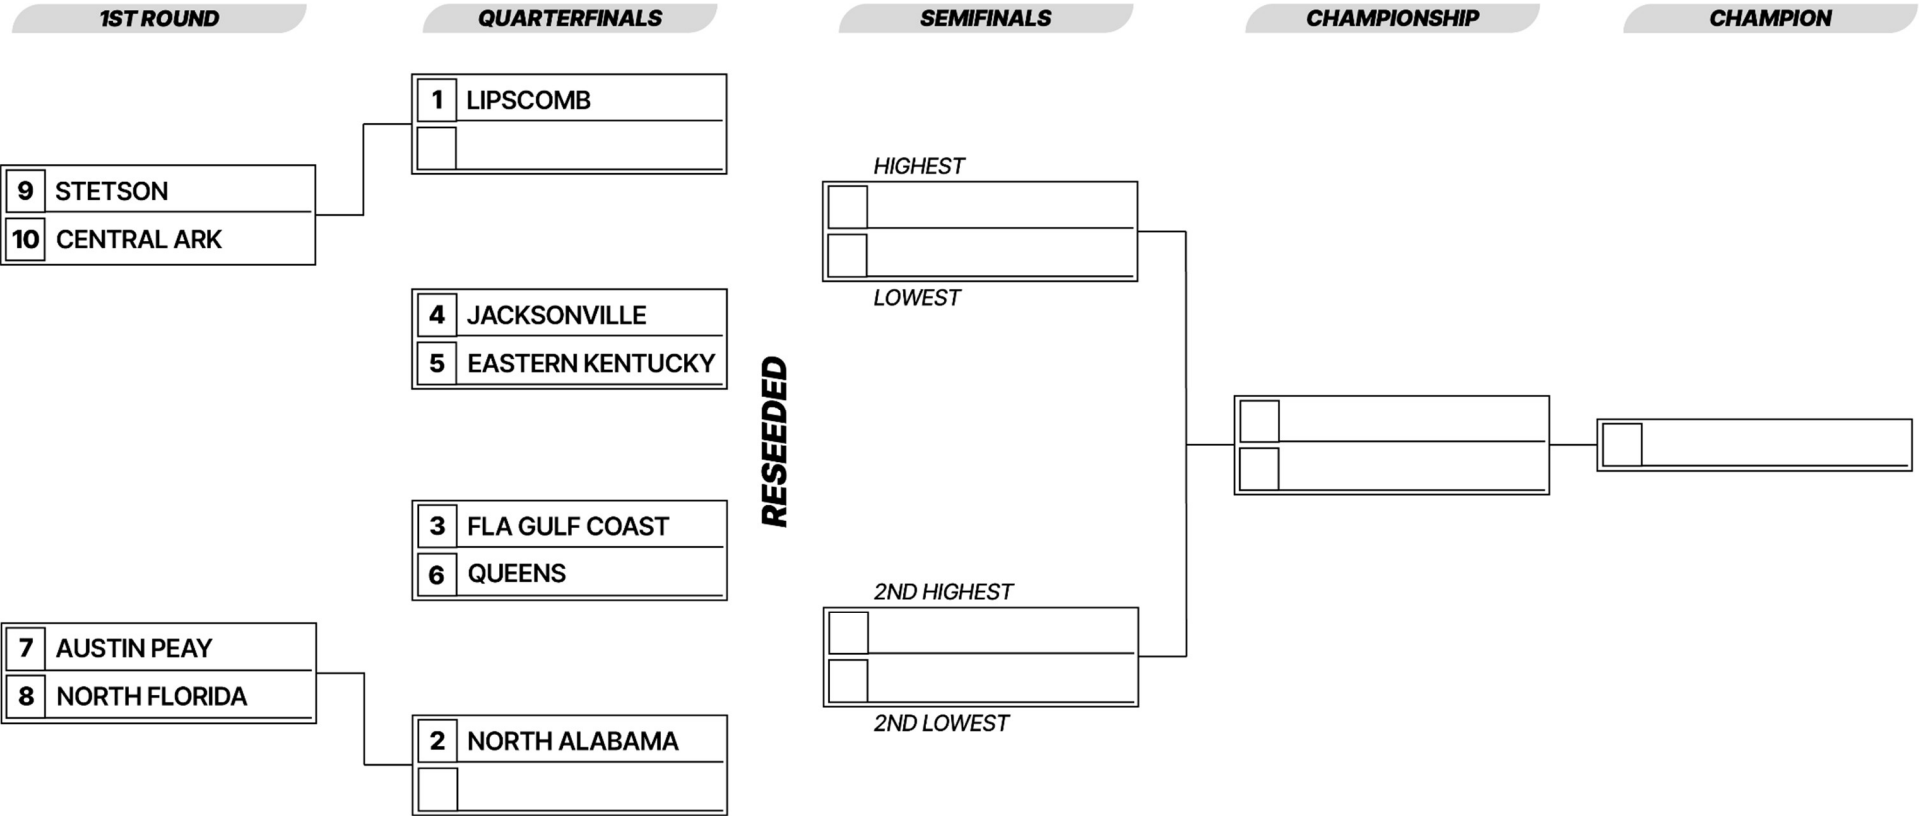 1ST ROUND
QUARTERFINALS
SEMIFINALS
CHAMPIONSHIP
CHAMPION
9 STETSON
10 CENTRAL ARK
7 AUSTIN PEAY
8 NORTH FLORIDA
1 LIPSCOMB
4 JACKSONVILLE
5 EASTERN KENTUCKY
3 FLA GULF COAST
6 QUEENS
2 NORTH ALABAMA
RESEEDED
HIGHEST
LOWEST
2ND HIGHEST
2ND LOWEST